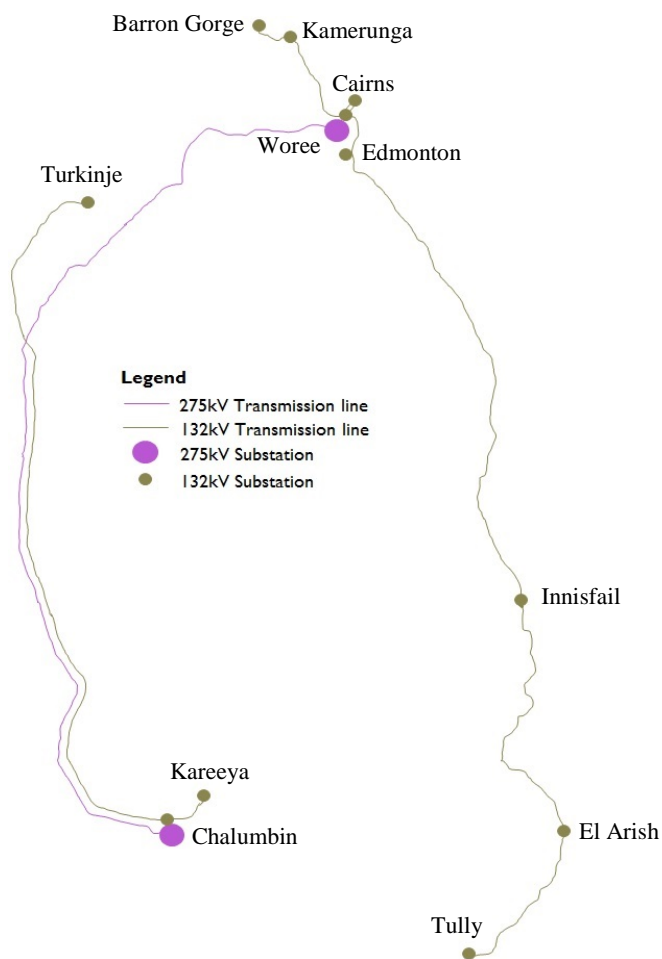 Barron Gorge
Kamerunga
Cairns
Woree
Edmonton
Turkinje
Legend
275kV Transmission line
132kV Transmission line
275kV Substation
132kV Substation
Innisfail
Kareeya
Chalumbin
El Arish
Tully